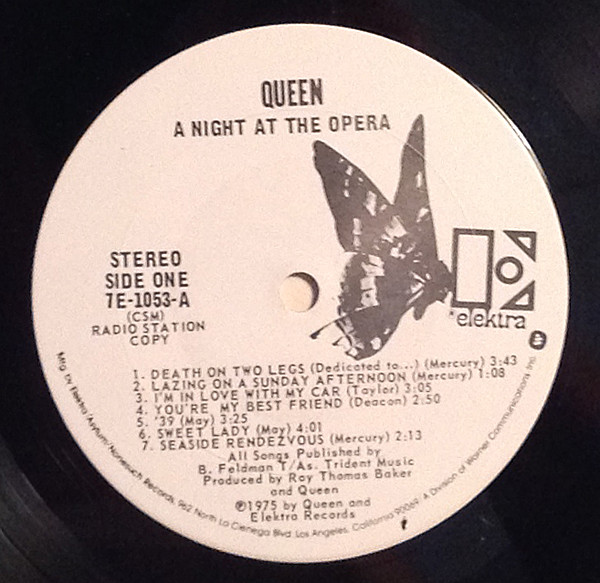 QUEEN
A NIGHT AT THE OPERA
STEREO
SIDE ONE
7E-1053-A
(CSM)
RADIO STATION
COPY
elektra
1. DEATH ON TWO LEGS (Dedicated to...) (Mercury) 3:43
2. LAZING ON A SUNDAY AFTERNOON (Mercury) 1:08
3. I'M IN LOVE WITH MY CAR (Taylor) 3:05
4. YOU'RE MY BEST FRIEND (Deacon) 2:50
5. '39 (May) 3:25
6. SWEET LADY (May) 4:01
7. SEASIDE RENDEZVOUS (Mercury) 2:13
All Songs Published by
B. Feldman T/As. Trident Music
Produced by Roy Thomas Baker
and Queen
℗1975 by Queen and
Elektra Records
Mfg. by Elektra/Asylum/Nonesuch Records, 962 North La Cienega Blvd. Los Angeles, California 90069 · A Division of Warner Communications Inc.